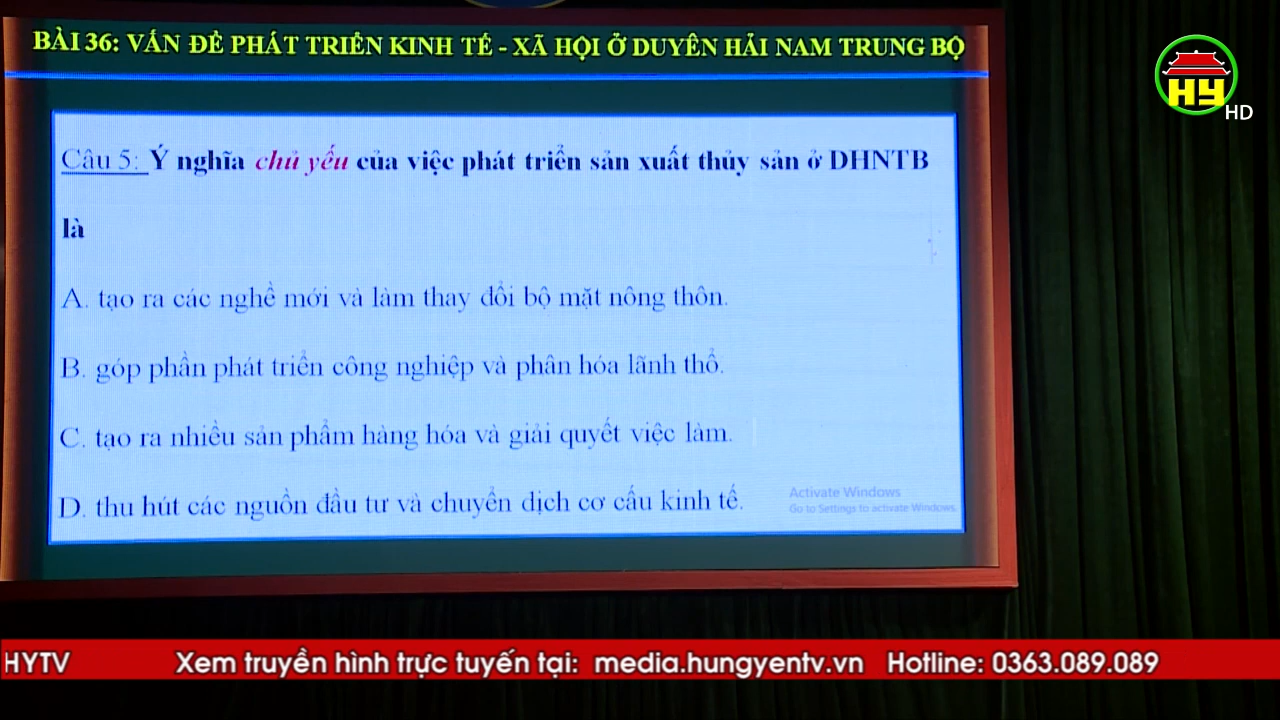 BÀI 36: VẤN ĐỀ PHÁT TRIỂN KINH TẾ - XÃ HỘI Ở DUYÊN HẢI NAM TRUNG BỘ
HY
HD
Câu 5: Ý nghĩa chủ yếu của việc phát triển sản xuất thủy sản ở DHNTB
là
A. tạo ra các nghề mới và làm thay đổi bộ mặt nông thôn.
B. góp phần phát triển công nghiệp và phân hóa lãnh thổ.
C. tạo ra nhiều sản phẩm hàng hóa và giải quyết việc làm.
D. thu hút các nguồn đầu tư và chuyển dịch cơ cấu kinh tế.
Activate Windows
Go to Settings to activate Windows.
HYTV Xem truyền hình trực tuyến tại: media.hungyentv.vn Hotline: 0363.089.089